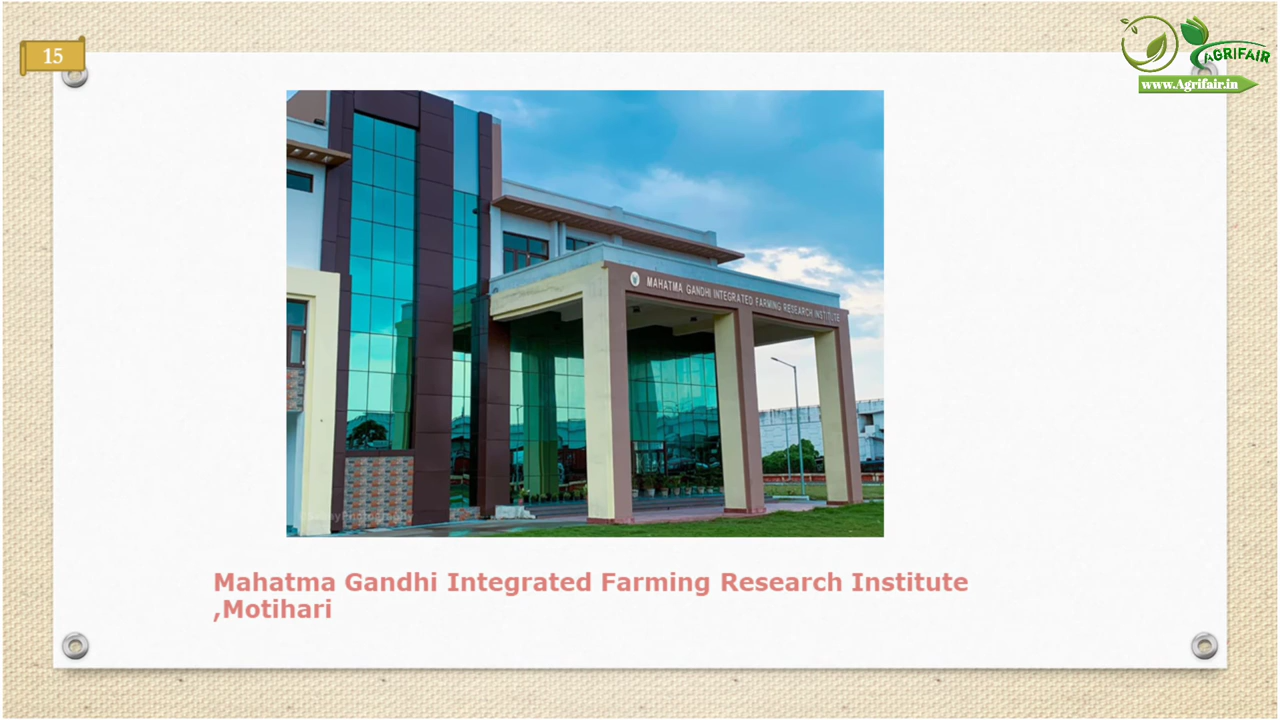 15
AGRIFAIR
www.Agrifair.in
MAHATMA GANDHI INTEGRATED FARMING RESEARCH INSTITUTE
Mahatma Gandhi Integrated Farming Research Institute
,Motihari